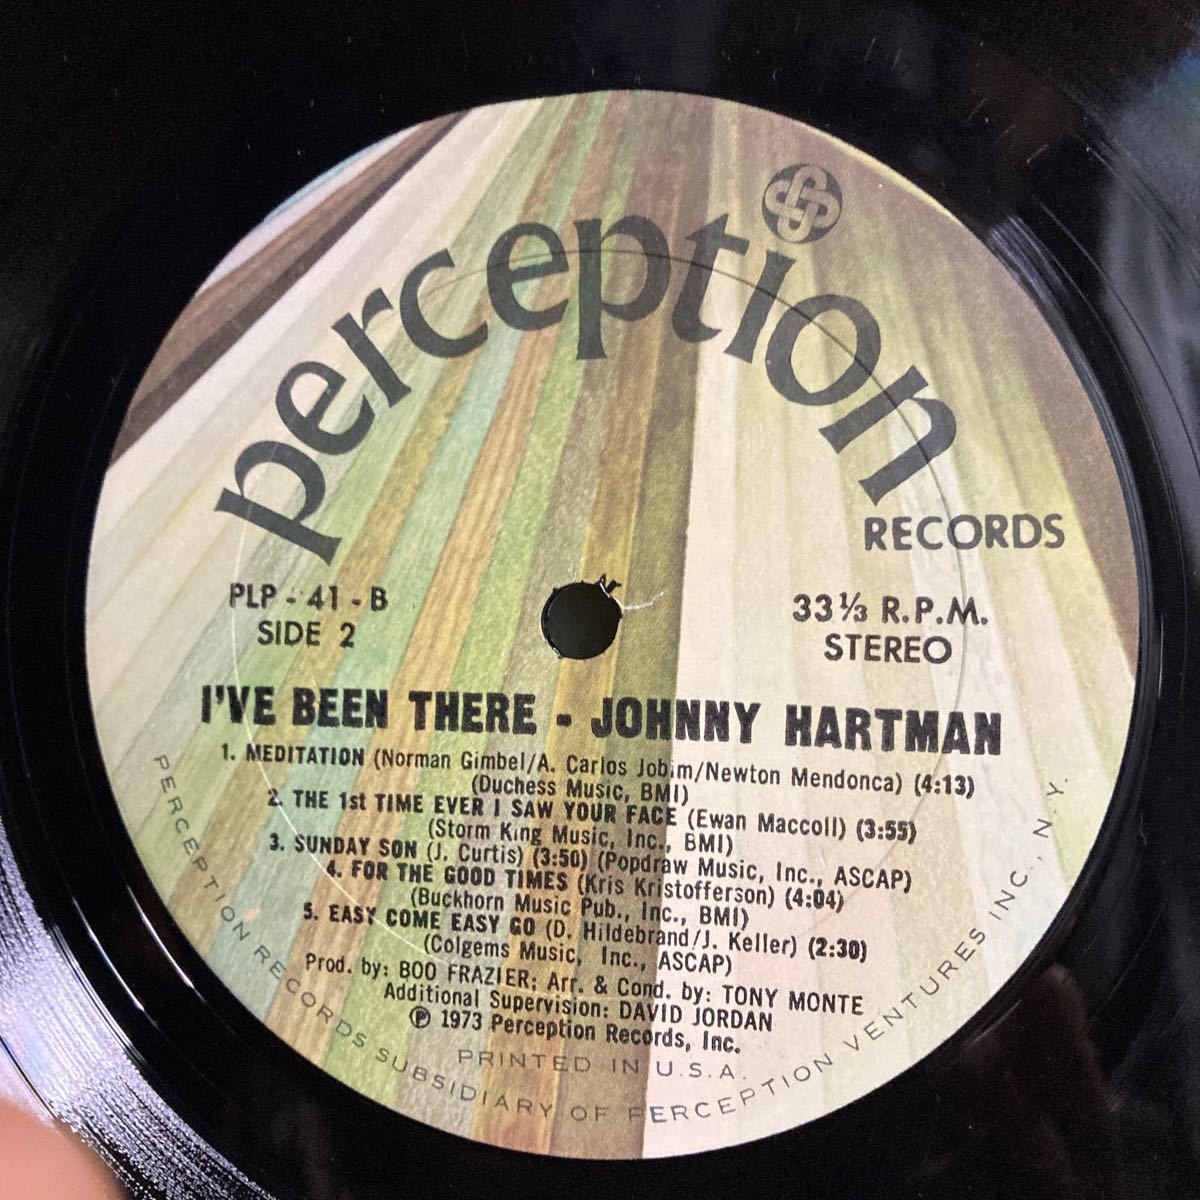 perception
RECORDS
PLP - 41 - B
SIDE 2
33 1/3 R.P.M.
STEREO
I'VE BEEN THERE - JOHNNY HARTMAN
1. MEDITATION (Norman Gimbel/A. Carlos Jobim/Newton Mendonca) (4:13)
(Duchess Music, BMI)
2. THE 1st TIME EVER I SAW YOUR FACE (Ewan Maccoll) (3:55)
(Storm King Music, Inc., BMI)
3. SUNDAY SON (J. Curtis) (3:50) (Popdraw Music, Inc., ASCAP)
4. FOR THE GOOD TIMES (Kris Kristofferson) (4:04)
(Buckhorn Music Pub., Inc., BMI)
5. EASY COME EASY GO (D. Hildebrand/J. Keller) (2:30)
(Colgems Music, Inc., ASCAP)
Prod. by: BOO FRAZIER; Arr. & Cond. by: TONY MONTE
Additional Supervision: DAVID JORDAN
℗ 1973 Perception Records, Inc.
PRINTED IN U.S.A.
PERCEPTION RECORDS SUBSIDIARY OF PERCEPTION VENTURES INC., N.Y.